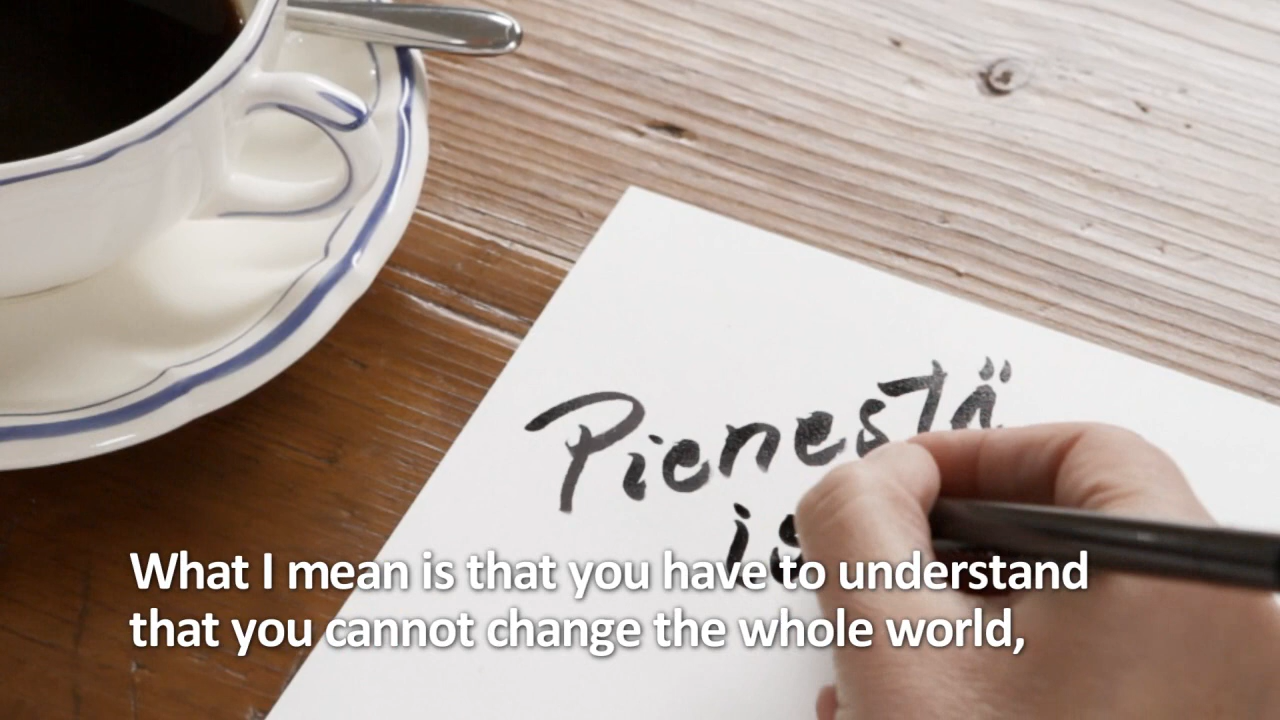 Pienestä
What I mean is that you have to understand
that you cannot change the whole world,